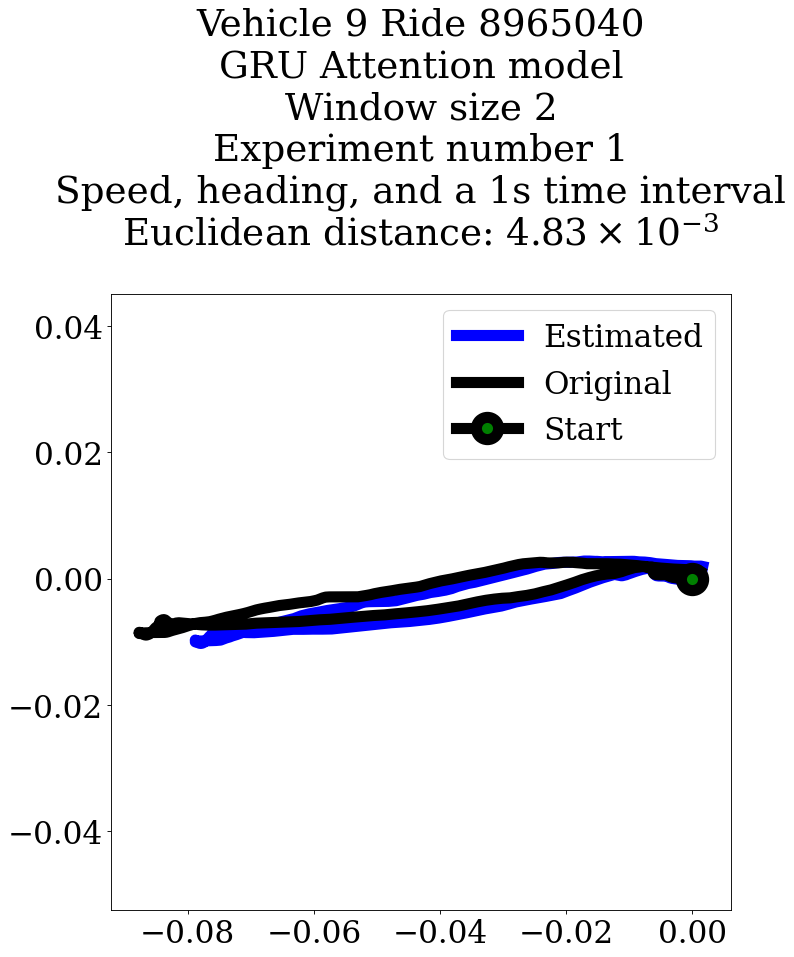 Vehicle 9 Ride 8965040
GRU Attention model
Window size 2
Experiment number 1
Speed, heading, and a 1s time interval
Euclidean distance: 4.83 × 10⁻³
Estimated
Original
Start
0.04
0.02
0.00
−0.02
−0.04
−0.08 −0.06 −0.04 −0.02 0.00